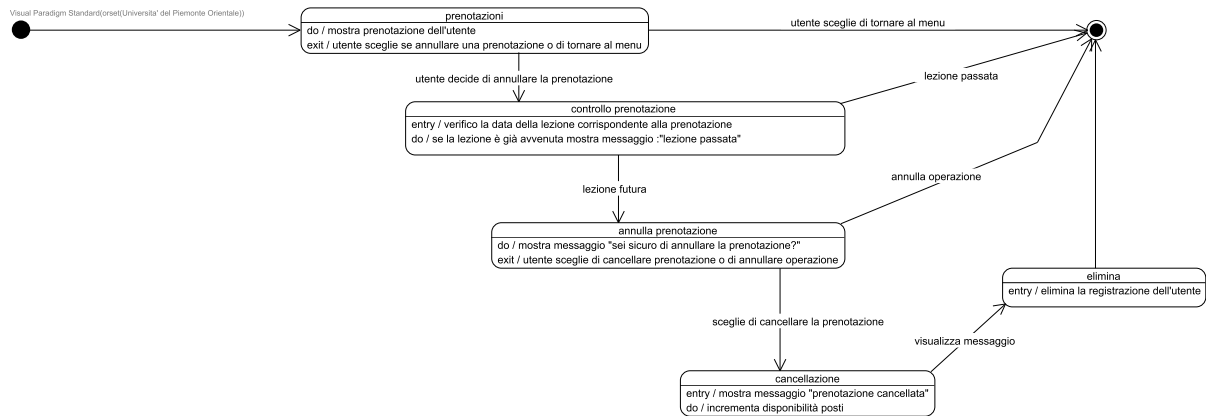 Visual Paradigm Standard(orset(Universita' del Piemonte Orientale))
prenotazioni
do / mostra prenotazione dell'utente
exit / utente sceglie se annullare una prenotazione o di tornare al menu
utente sceglie di tornare al menu
utente decide di annullare la prenotazione
lezione passata
controllo prenotazione
entry / verifico la data della lezione corrispondente alla prenotazione
do / se la lezione è già avvenuta mostra messaggio :"lezione passata"
annulla operazione
lezione futura
annulla prenotazione
do / mostra messaggio "sei sicuro di annullare la prenotazione?"
exit / utente sceglie di cancellare prenotazione o di annullare operazione
elimina
entry / elimina la registrazione dell'utente
sceglie di cancellare la prenotazione
visualizza messaggio
cancellazione
entry / mostra messaggio "prenotazione cancellata"
do / incrementa disponibilità posti